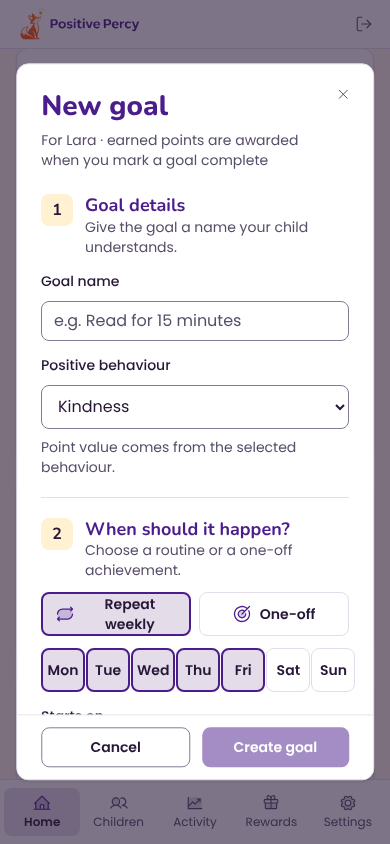 Positive Percy
New goal
For Lara · earned points are awarded
when you mark a goal complete
1
Goal details
Give the goal a name your child
understands.
Goal name
e.g. Read for 15 minutes
Positive behaviour
Kindness
Point value comes from the selected
behaviour.
2
When should it happen?
Choose a routine or a one-off
achievement.
Repeat
weekly
One-off
Mon Tue Wed Thu Fri Sat Sun
Starts on
Cancel Create goal
Home Children Activity Rewards Settings